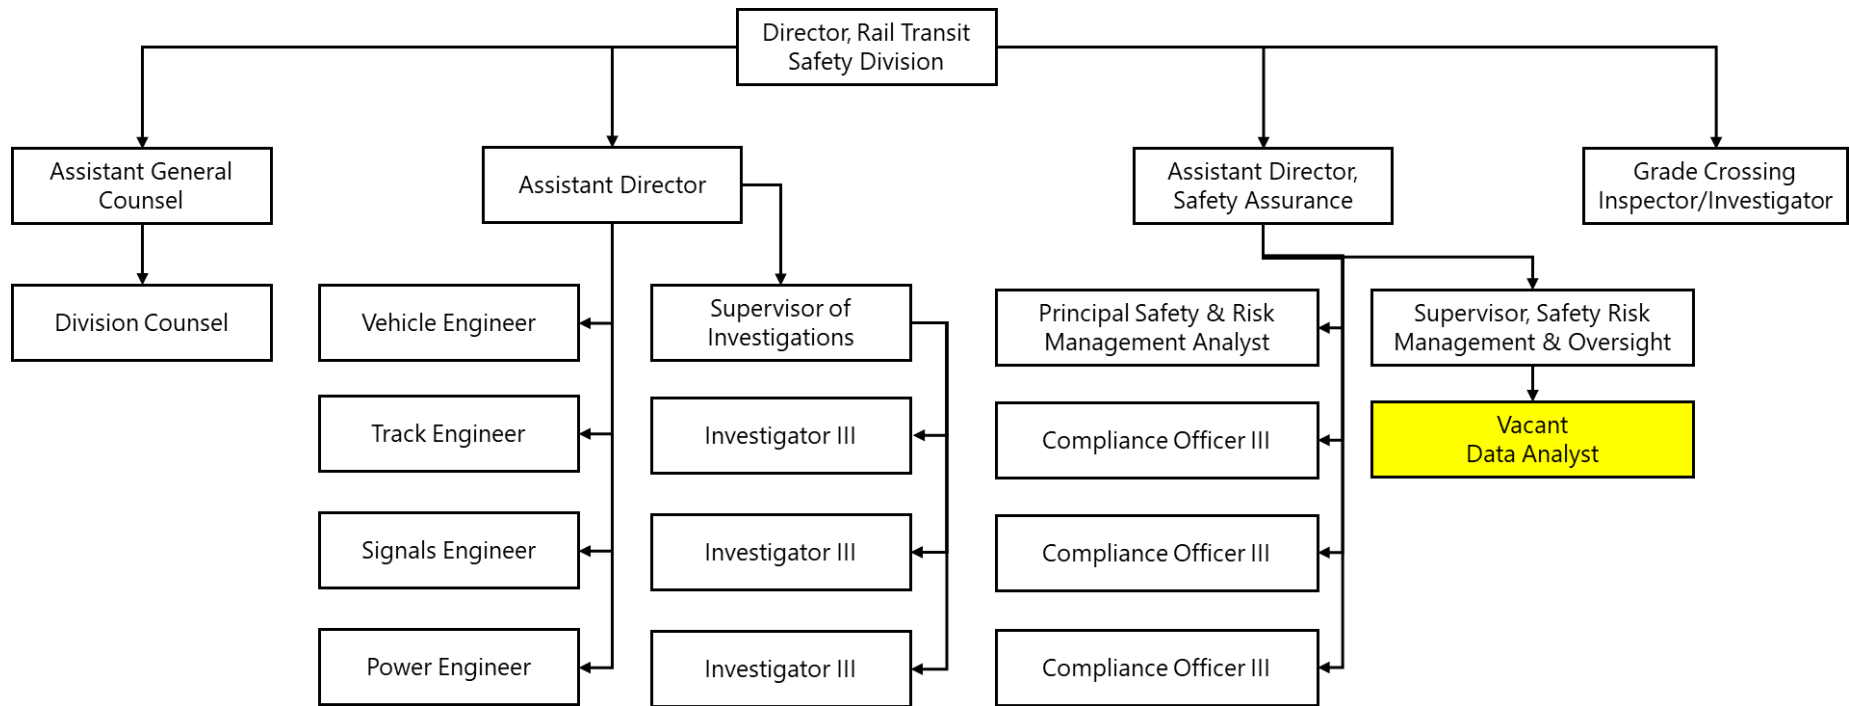 Director, Rail Transit
Safety Division
Assistant General
Counsel
Assistant Director
Assistant Director,
Safety Assurance
Grade Crossing
Inspector/Investigator
Division Counsel
Vehicle Engineer
Supervisor of
Investigations
Principal Safety & Risk
Management Analyst
Supervisor, Safety Risk
Management & Oversight
Track Engineer
Investigator III
Compliance Officer III
Vacant
Data Analyst
Signals Engineer
Investigator III
Compliance Officer III
Power Engineer
Investigator III
Compliance Officer III